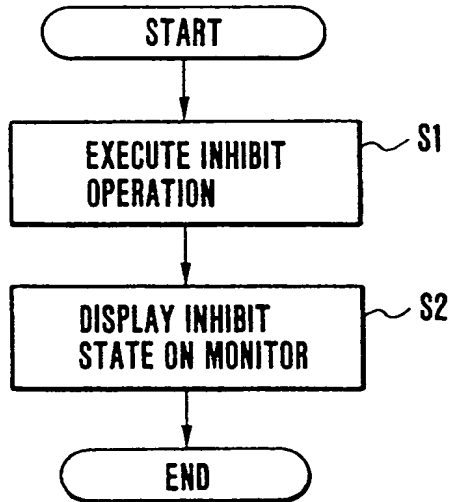 START
EXECUTE INHIBIT
OPERATION
S1
DISPLAY INHIBIT
STATE ON MONITOR
S2
END